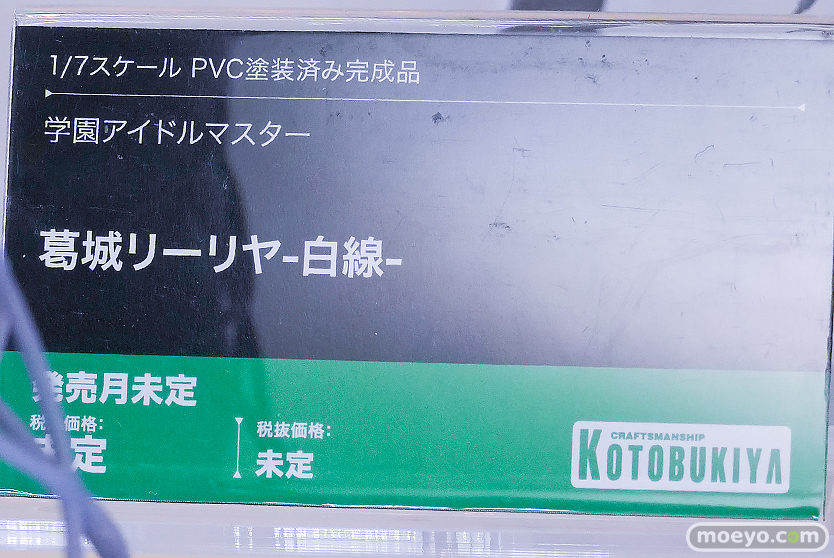 1/7スケール PVC塗装済み完成品
学園アイドルマスター
葛城リーリヤ-白線-
発売月未定
税 価格:
未定
税抜価格:
未定
CRAFTSMANSHIP
KOTOBUKIYA
moeyo.com